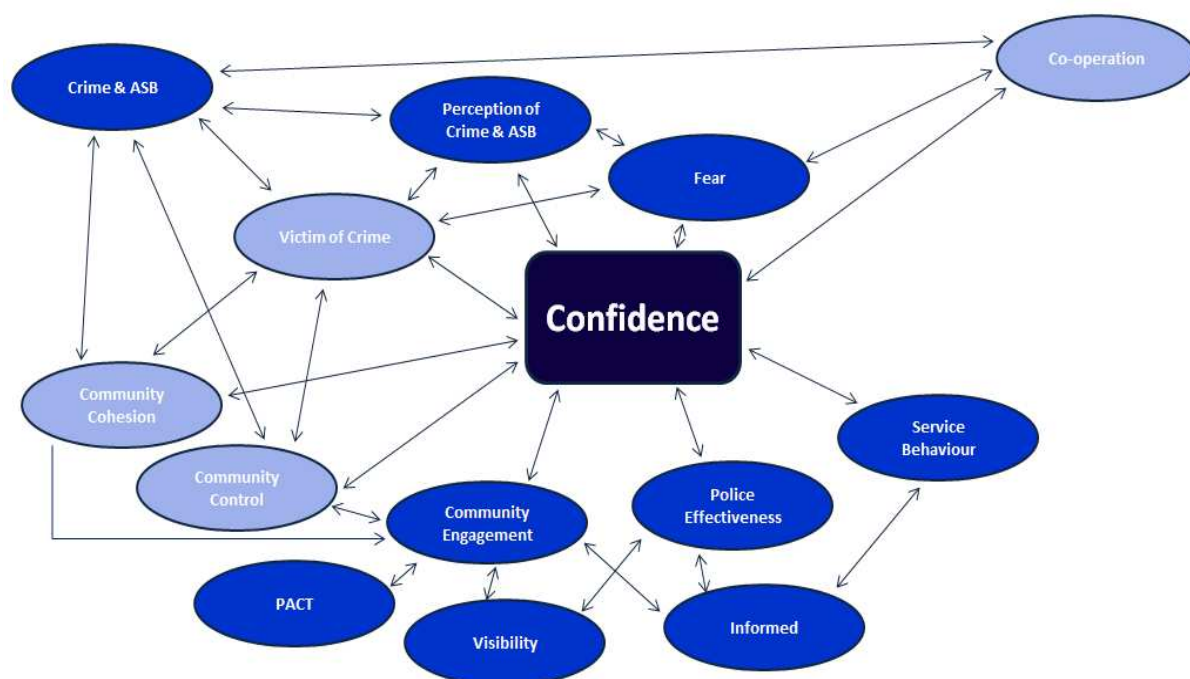 Crime & ASB
Co-operation
Perception of
Crime & ASB
Fear
Victim of Crime
Confidence
Community
Cohesion
Service
Behaviour
Community
Control
Police
Effectiveness
Community
Engagement
PACT
Visibility
Informed